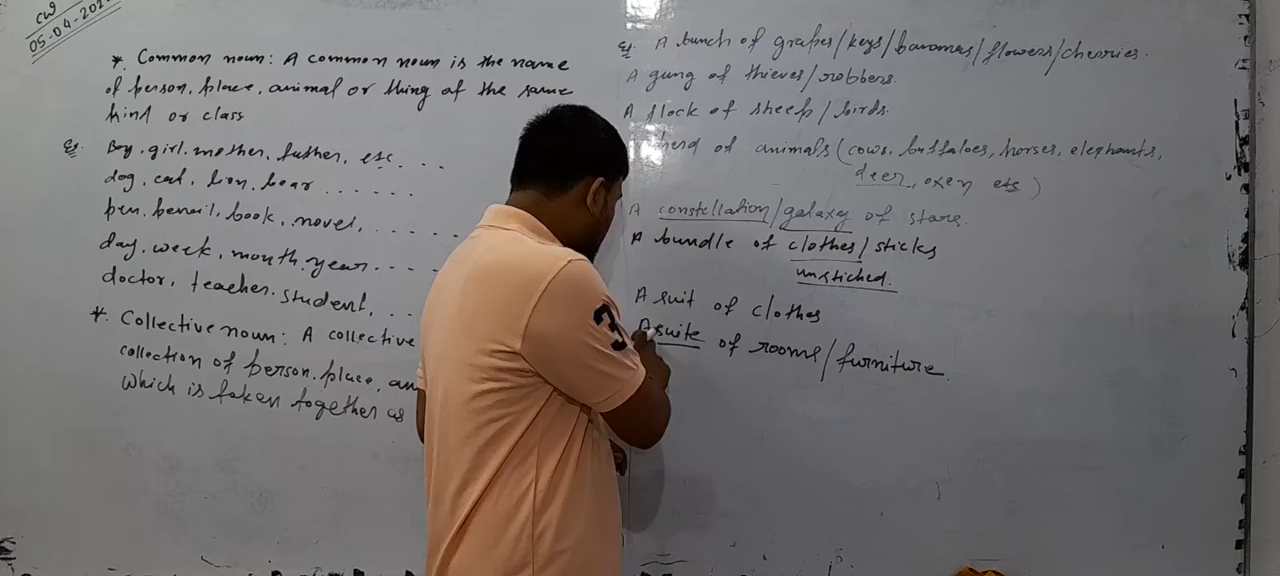 CW
05-04-202
* Common noun: A common noun is the name
of person, place, animal or thing of the same
kind or class
Ex. Boy, girl, mother, father, etc. ...
dog, cat, lion, bear ......
pen, pencil, book, novel, .....
day, week, month, year.... .
doctor, teacher, student, ...
* Collective noun: A collective
collection of person, place, an
which is taken together as
Ex. A bunch of grapes/keys/bananas/flowers/cherries.
A gung of thieves/robbers.
A flock of sheep/birds.
herd of animals (cows, buffaloes, horses, elephants,
deer, oxen etc)
A constellation/galaxy of stars.
A bundle of clothes/sticks
unstiched.
A suit of clothes
A suite of rooms/furniture.
3